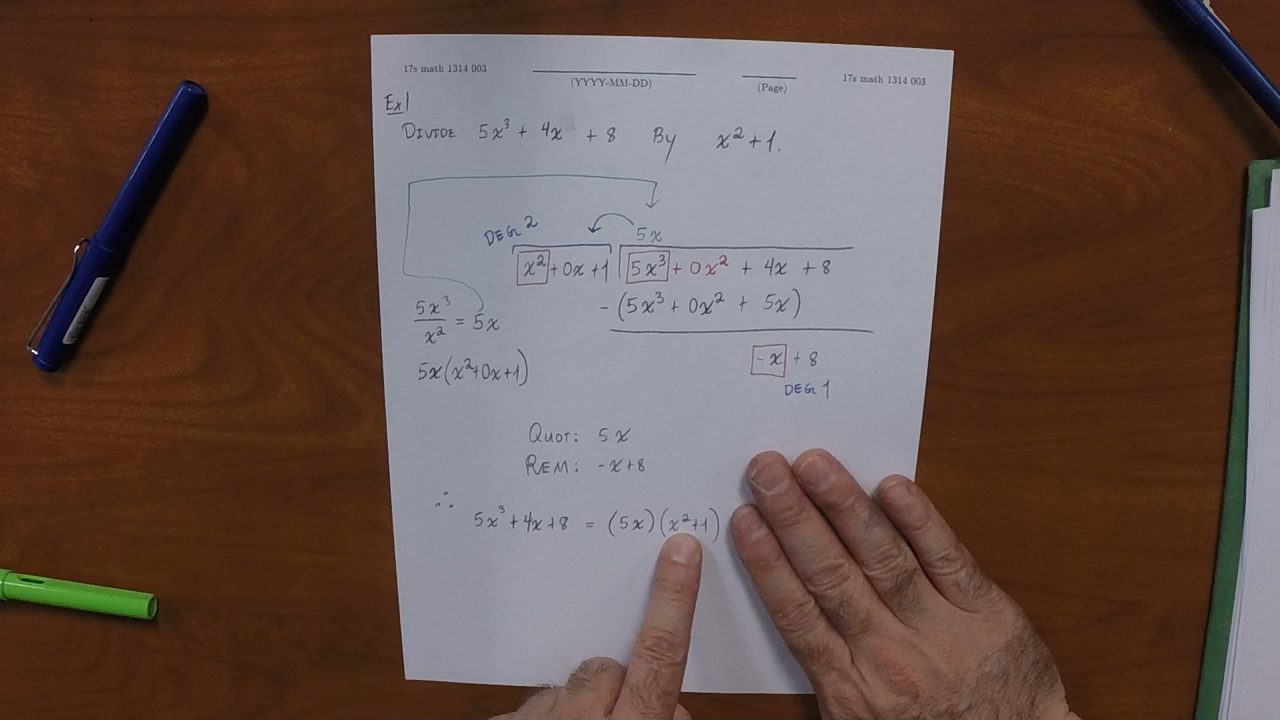 17s math 1314 003 (YYYY-MM-DD) (Page) 17s math 1314 003
Ex 1
DIVIDE 5x³ + 4x + 8 By x² + 1.
DEG 2
5x
x² + 0x + 1 5x³ + 0x² + 4x + 8
5x³/x² = 5x
-(5x³ + 0x² + 5x)
5x(x²+0x+1)
-x + 8
DEG 1
QUOT: 5x
REM: -x+8
∴ 5x³ + 4x + 8 = (5x)(x²+1)